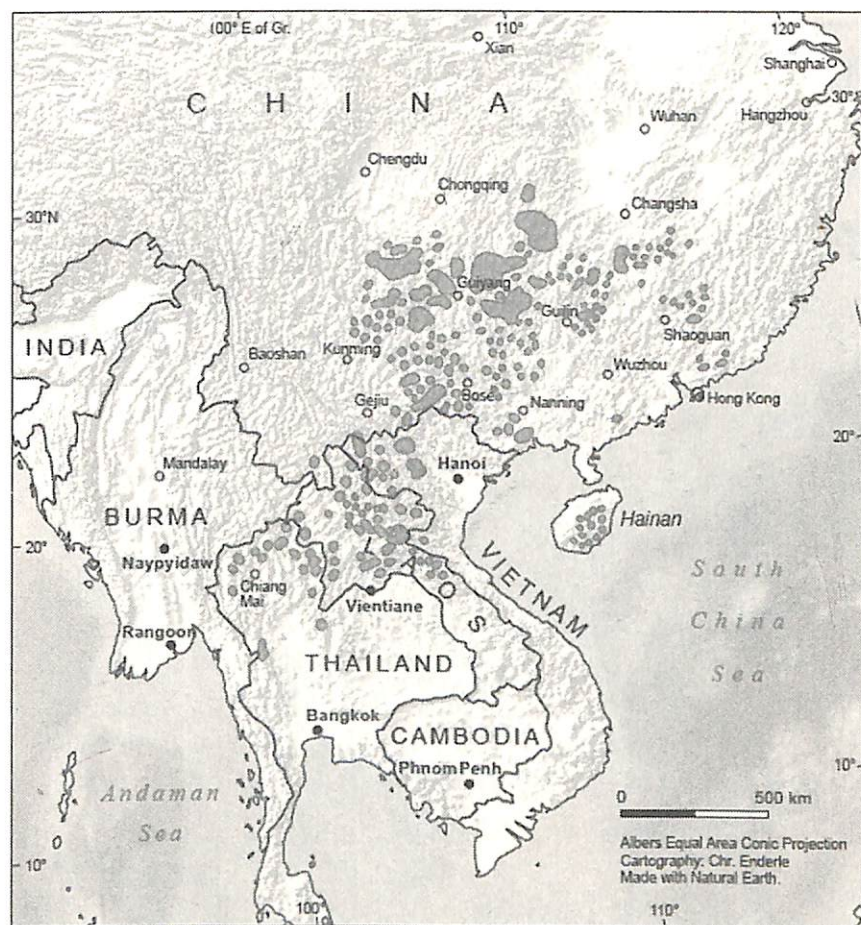 100° E of Gr.
110°
120°
Xian
Shanghai
CHINA
30°
Hangzhou
Wuhan
Chengdu
Chongqing
Changsha
30°N
Guiyang
Guilin
Shaoguan
INDIA
Baoshan
Kunming
Wuzhou
Gejiu
Bose
Nanning
Hong Kong
20°
Hanoi
Mandalay
BURMA
Hainan
20°
Naypyidaw
LAOS
VIETNAM
South
China
Sea
Chiang
Mai
Vientiane
Rangoon
THAILAND
Bangkok
CAMBODIA
Phnom Penh
10°
Andaman
Sea
0 500 km
Albers Equal Area Conic Projection
Cartography: Chr. Enderle
Made with Natural Earth.
10°
100°
110°